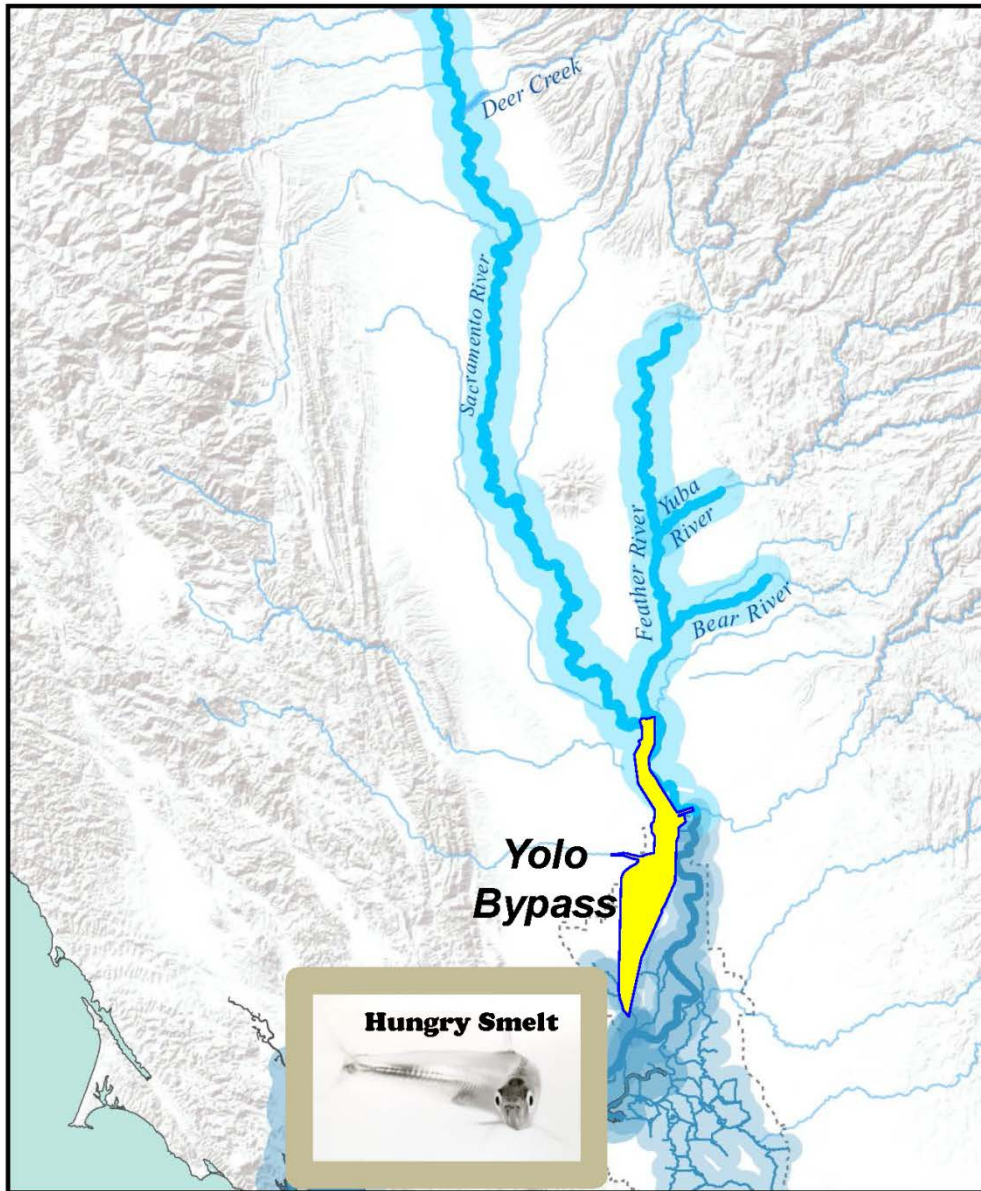 Deer Creek
Sacramento River
Feather River
Yuba
River
Bear River
Yolo
Bypass
Hungry Smelt